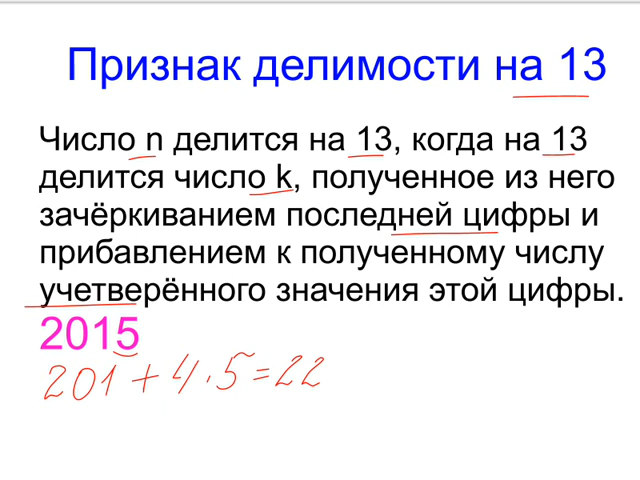 Признак делимости на 13
Число n делится на 13, когда на 13
делится число k, полученное из него
зачёркиванием последней цифры и
прибавлением к полученному числу
учетверённого значения этой цифры.
2015
201+4·5=22